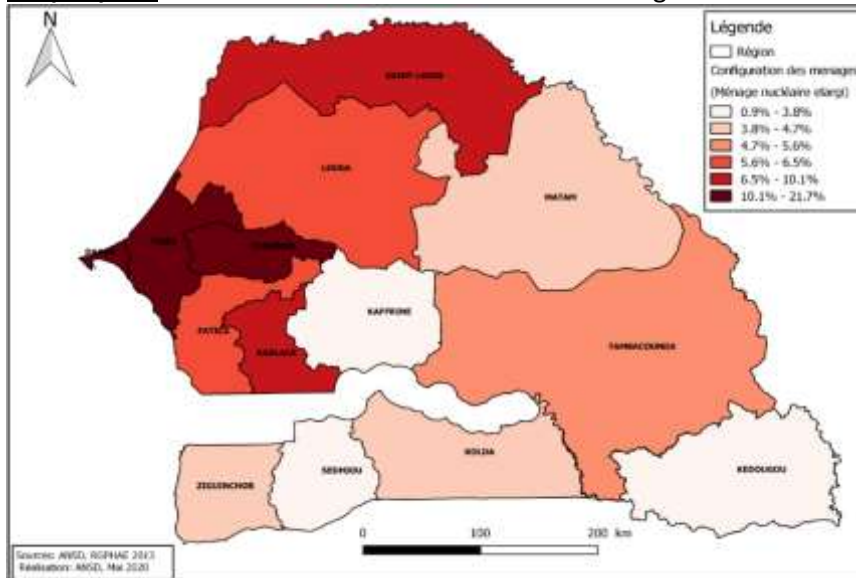 N
Légende
Région
Configuration des menages
(Ménage nucléaire elargi)
0.9% - 3.8%
3.8% - 4.7%
4.7% - 5.6%
5.6% - 6.5%
6.5% - 10.1%
10.1% - 21.7%
SAINT-LOUIS
LOUGA
MATAM
THIES
DAKAR
KAFFRINE
FATICK
KAOLACK
TAMBACOUNDA
KOLDA
SEDHIOU
ZIGUINCHOR
KEDOUGOU
0 100 200 km
Sources: ANSD, RGPHAE 2013
Réalisation: ANSD, Mai 2020